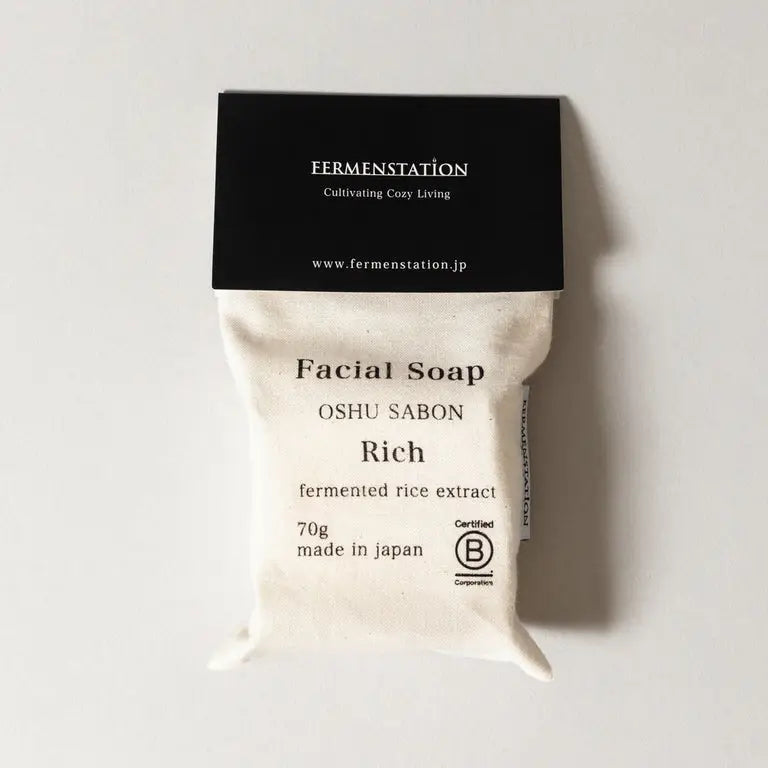 FERMENSTATION
Cultivating Cozy Living
www.fermenstation.jp
Facial Soap
OSHU SABON
Rich
fermented rice extract
70g
made in japan
Certified
B
Corporation
FERMENSTATION